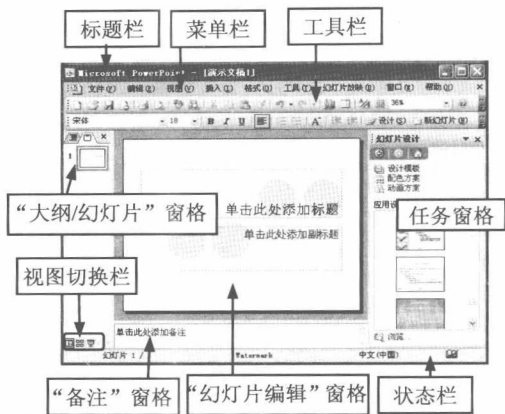 标题栏 菜单栏 工具栏
Microsoft PowerPoint - [演示文稿1]
文件(F) 编辑(E) 视图(V) 插入(I) 格式(O) 工具(T) 幻灯片放映(D) 窗口(W) 帮助(H)
36%
宋体 18 B I U 设计(S) 新幻灯片(N)
幻灯片设计
1
设计模板
配色方案
动画方案
“大纲/幻灯片”窗格
单击此处添加标题
任务窗格
单击此处添加副标题
视图切换栏
浏览
单击此处添加备注
幻灯片 1 / Watermark 中文(中国)
“备注”窗格 “幻灯片编辑”窗格 状态栏